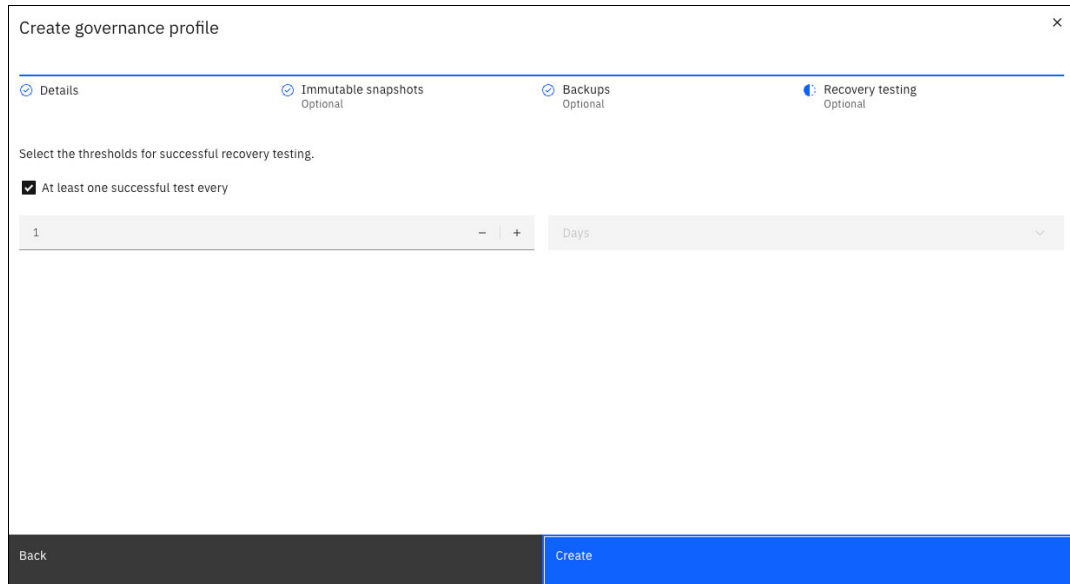 Create governance profile
Details
Immutable snapshots
Optional
Backups
Optional
Recovery testing
Optional
Select the thresholds for successful recovery testing.
At least one successful test every
1
Days
Back
Create